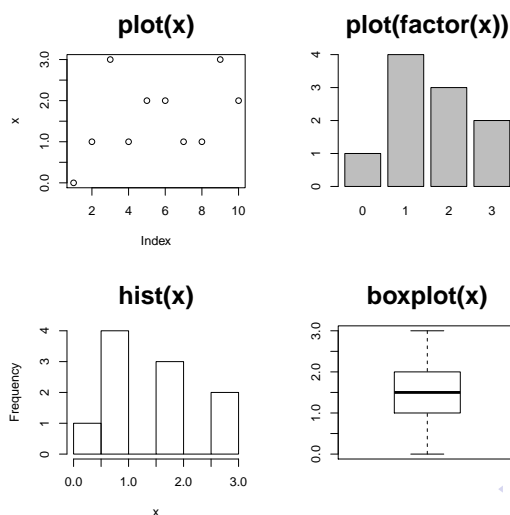 plot(x)
3.0
2.0
1.0
0.0
x
2 4 6 8 10
Index
plot(factor(x))
4
3
2
1
0
0 1 2 3
hist(x)
4
3
2
1
0
Frequency
0.0 1.0 2.0 3.0
x
boxplot(x)
3.0
2.0
1.0
0.0